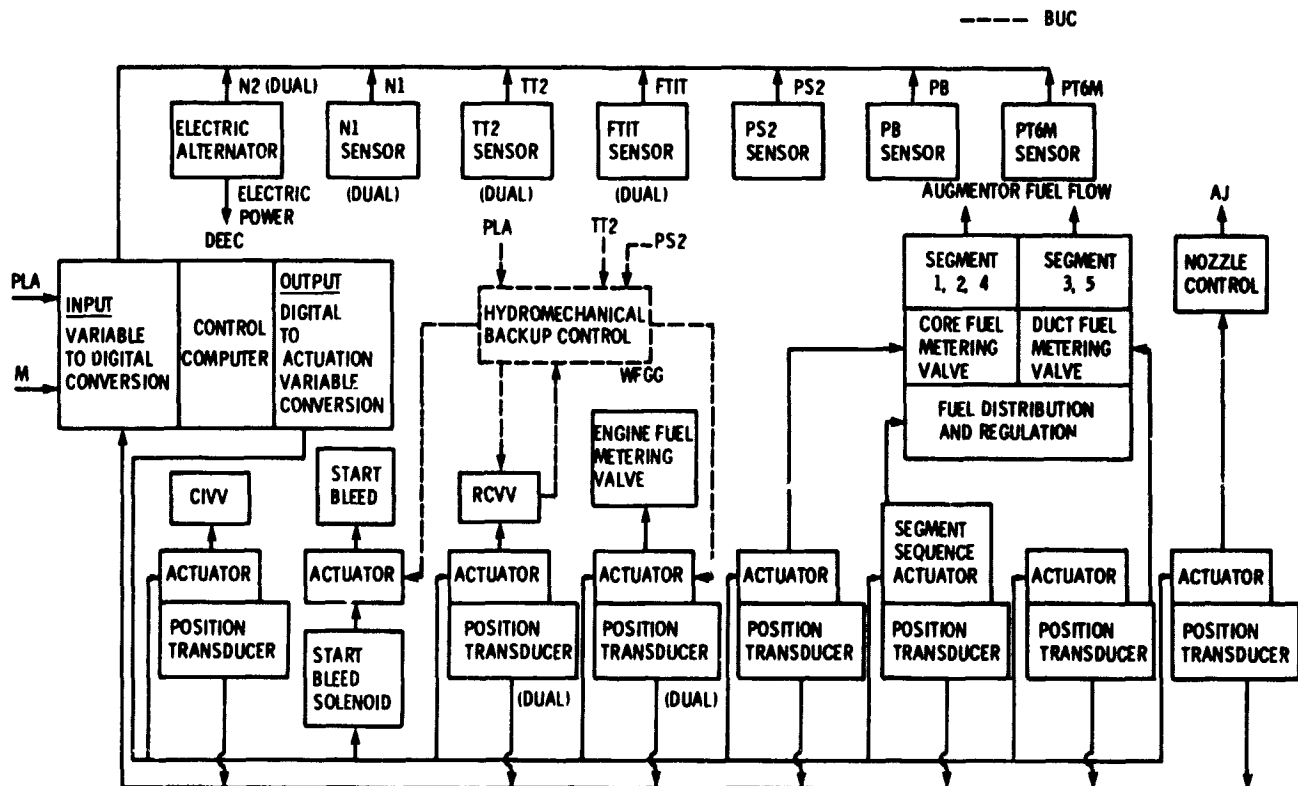 BUC
N2 (DUAL)
N1
TT2
FTIT
PS2
PB
PT6M
ELECTRIC
ALTERNATOR
N1
SENSOR
(DUAL)
TT2
SENSOR
(DUAL)
FTIT
SENSOR
(DUAL)
PS2
SENSOR
PB
SENSOR
PT6M
SENSOR
ELECTRIC
POWER
DEEC
AUGMENTOR FUEL FLOW
AJ
PLA
TT2
PS2
PLA
M
INPUT
VARIABLE
TO DIGITAL
CONVERSION
CONTROL
COMPUTER
OUTPUT
DIGITAL
TO
ACTUATION
VARIABLE
CONVERSION
HYDROMECHANICAL
BACKUP CONTROL
WFGG
SEGMENT
1, 2, 4
SEGMENT
3, 5
CORE FUEL
METERING
VALVE
DUCT FUEL
METERING
VALVE
FUEL DISTRIBUTION
AND REGULATION
NOZZLE
CONTROL
CIVV
START
BLEED
RCVV
ENGINE FUEL
METERING
VALVE
ACTUATOR
POSITION
TRANSDUCER
ACTUATOR
START
BLEED
SOLENOID
ACTUATOR
POSITION
TRANSDUCER
(DUAL)
ACTUATOR
POSITION
TRANSDUCER
(DUAL)
ACTUATOR
POSITION
TRANSDUCER
SEGMENT
SEQUENCE
ACTUATOR
POSITION
TRANSDUCER
ACTUATOR
POSITION
TRANSDUCER
ACTUATOR
POSITION
TRANSDUCER